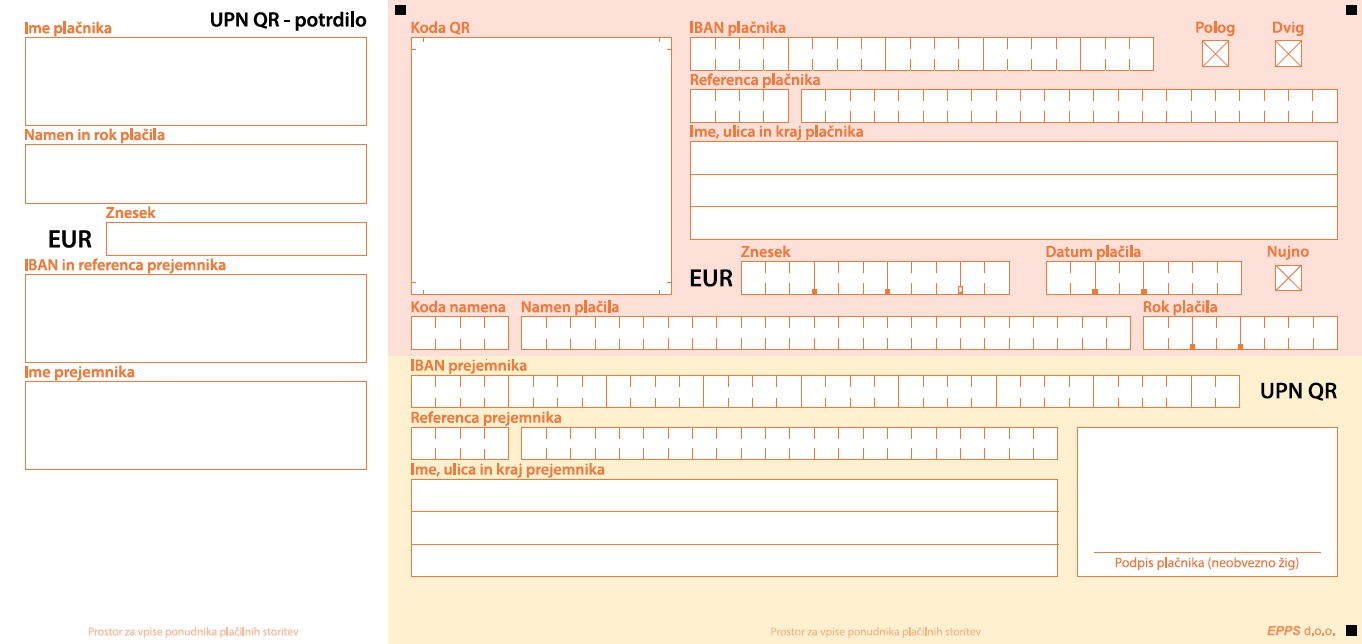 UPN QR - potrdilo
Ime plačnika
Namen in rok plačila
Znesek
EUR
IBAN in referenca prejemnika
Ime prejemnika
Prostor za vpise ponudnika plačilnih storitev
Koda QR
IBAN plačnika
Polog
Dvig
Referenca plačnika
Ime, ulica in kraj plačnika
Znesek
Datum plačila
Nujno
EUR
Koda namena
Namen plačila
Rok plačila
IBAN prejemnika
UPN QR
Referenca prejemnika
Ime, ulica in kraj prejemnika
Podpis plačnika (neobvezno žig)
Prostor za vpise ponudnika plačilnih storitev
EPPS d.o.o.